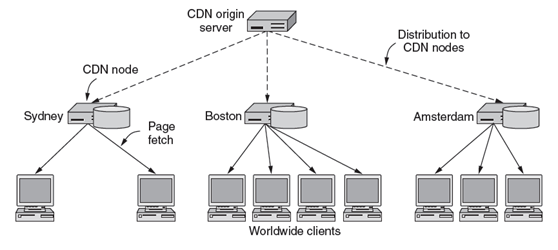 CDN origin
server
Distribution to
CDN nodes
CDN node
Sydney
Page
fetch
Boston
Amsterdam
Worldwide clients